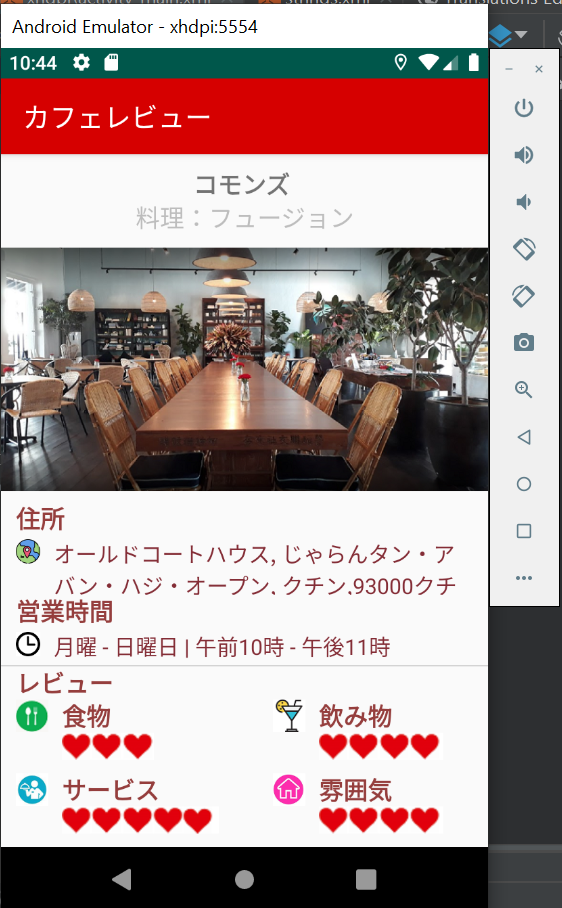 Android Emulator - xhdpi:5554
10:44
カフェレビュー
コモンズ
料理：フュージョン
住所
オールドコートハウス, じゃらんタン・ア
バン・ハジ・オープン, クチン,93000クチ
営業時間
月曜 - 日曜日 | 午前10時 - 午後11時
レビュー
食物
飲み物
サービス
雰囲気